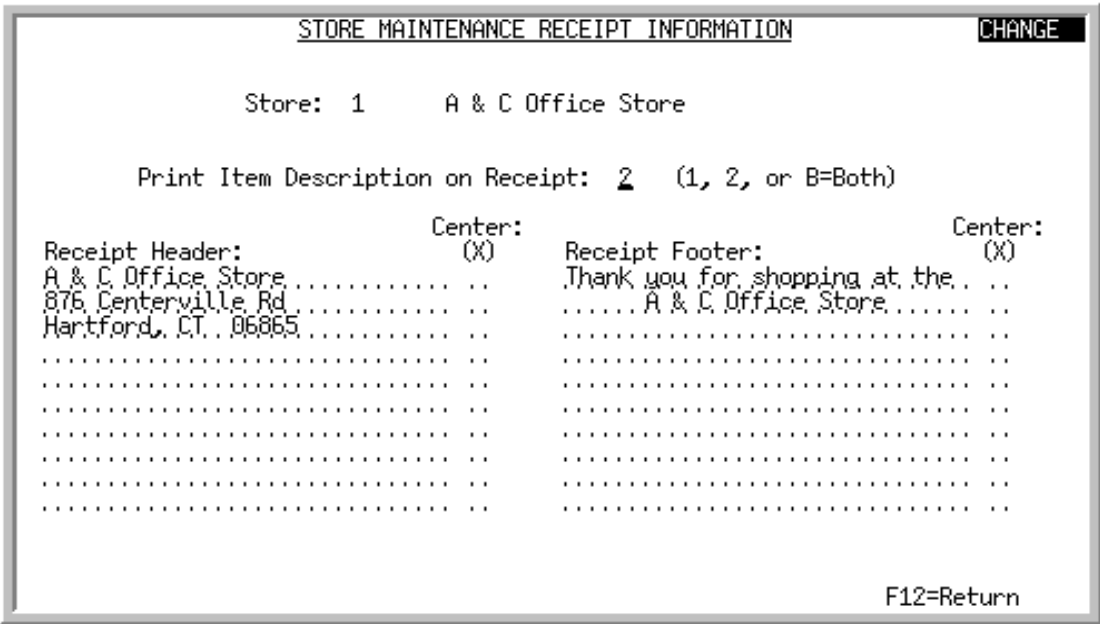 STORE MAINTENANCE RECEIPT INFORMATION CHANGE
Store: 1 A & C Office Store
Print Item Description on Receipt: 2 (1, 2, or B=Both)
Center: Center:
Receipt Header: (X) Receipt Footer: (X)
A & C Office Store Thank you for shopping at the
876 Centerville Rd A & C Office Store
Hartford, CT 06865
F12=Return